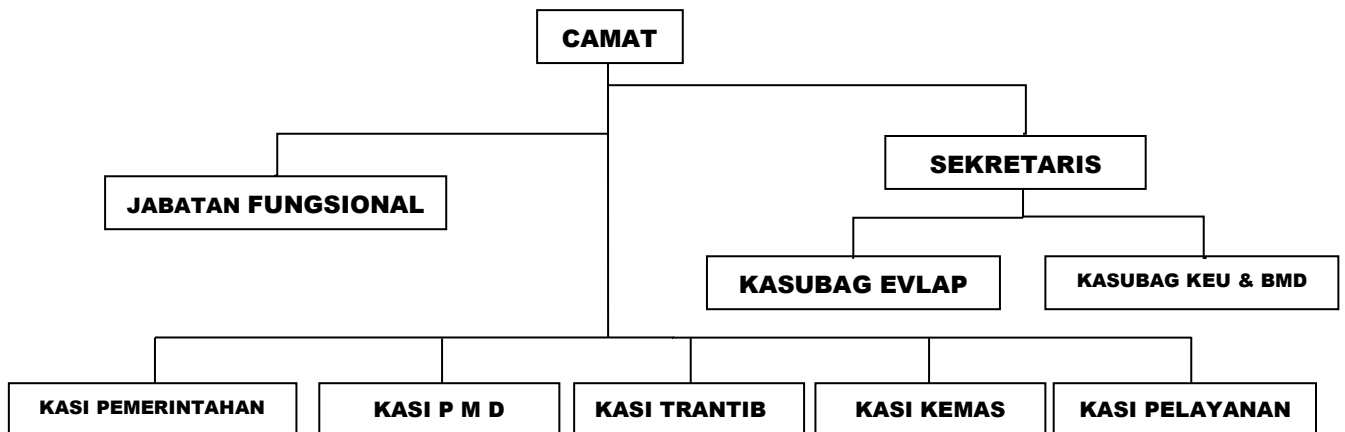 CAMAT
SEKRETARIS
JABATAN FUNGSIONAL
KASUBAG EVLAP
KASUBAG KEU & BMD
KASI PEMERINTAHAN
KASI P M D
KASI TRANTIB
KASI KEMAS
KASI PELAYANAN